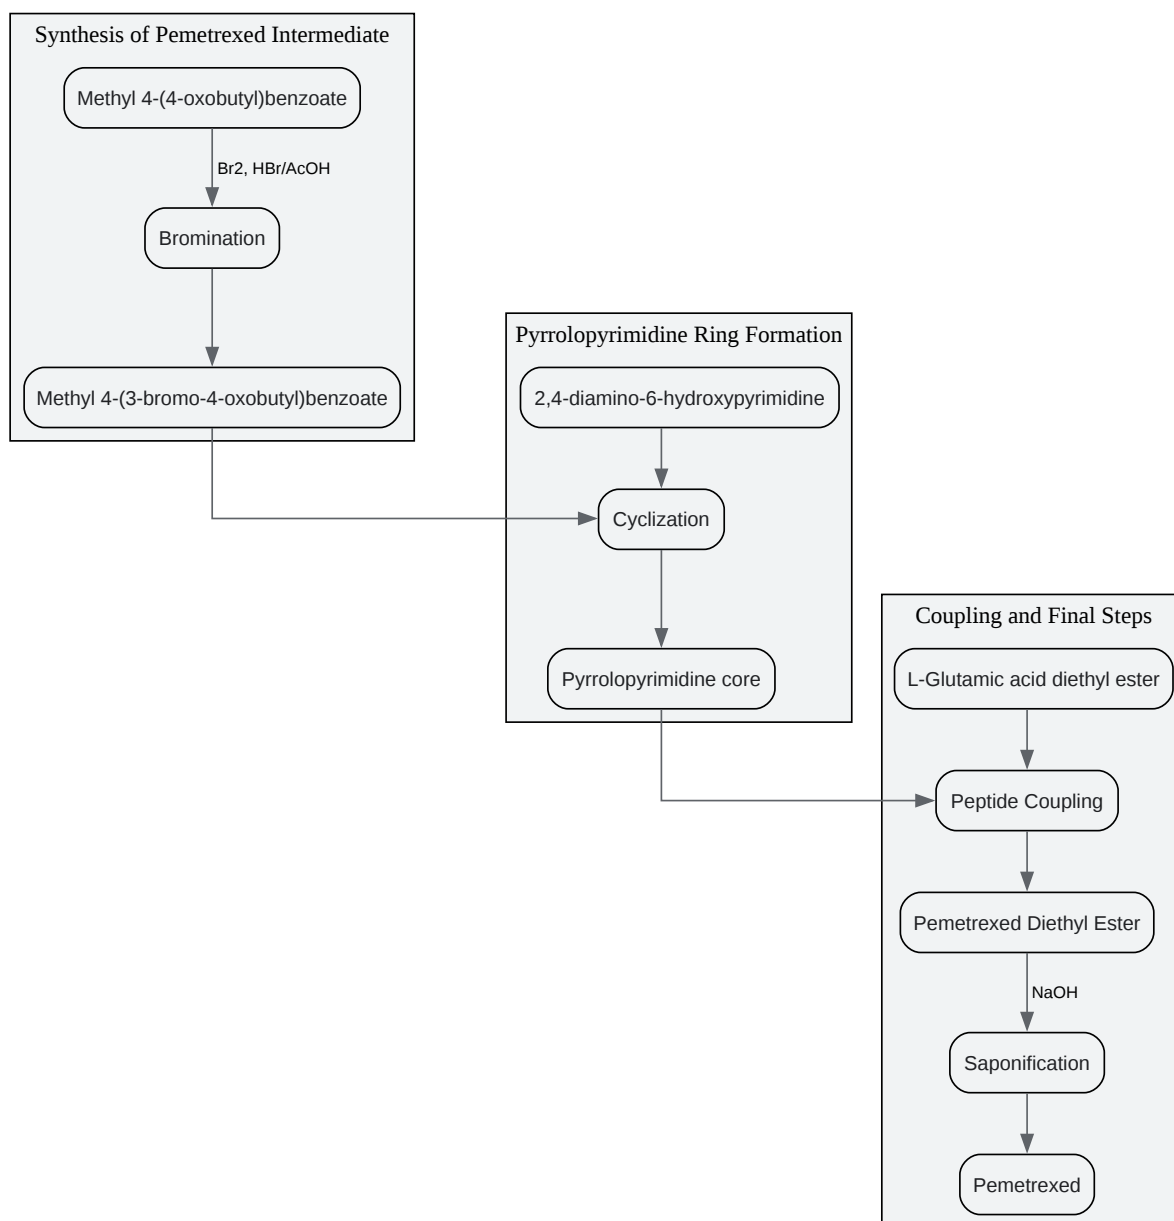 Synthesis of Pemetrexed Intermediate
Methyl 4-(4-oxobutyl)benzoate
Br2, HBr/AcOH
Bromination
Methyl 4-(3-bromo-4-oxobutyl)benzoate
Pyrrolopyrimidine Ring Formation
2,4-diamino-6-hydroxypyrimidine
Cyclization
Pyrrolopyrimidine core
Coupling and Final Steps
L-Glutamic acid diethyl ester
Peptide Coupling
Pemetrexed Diethyl Ester
NaOH
Saponification
Pemetrexed